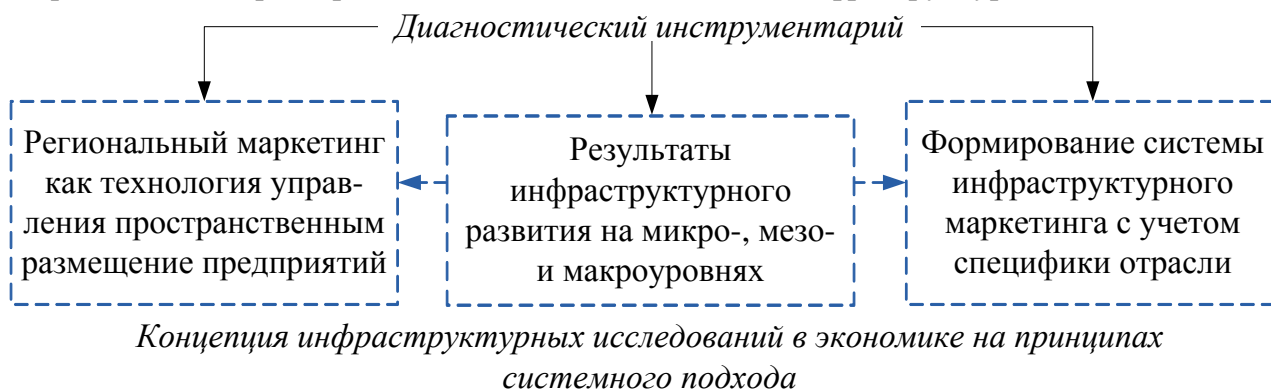 Диагностический инструментарий
Региональный маркетинг
как технология управ-
ления пространственным
размещение предприятий
Результаты
инфраструктурного
развития на микро-, мезо-
и макроуровнях
Формирование системы
инфраструктурного
маркетинга с учетом
специфики отрасли
Концепция инфраструктурных исследований в экономике на принципах
системного подхода